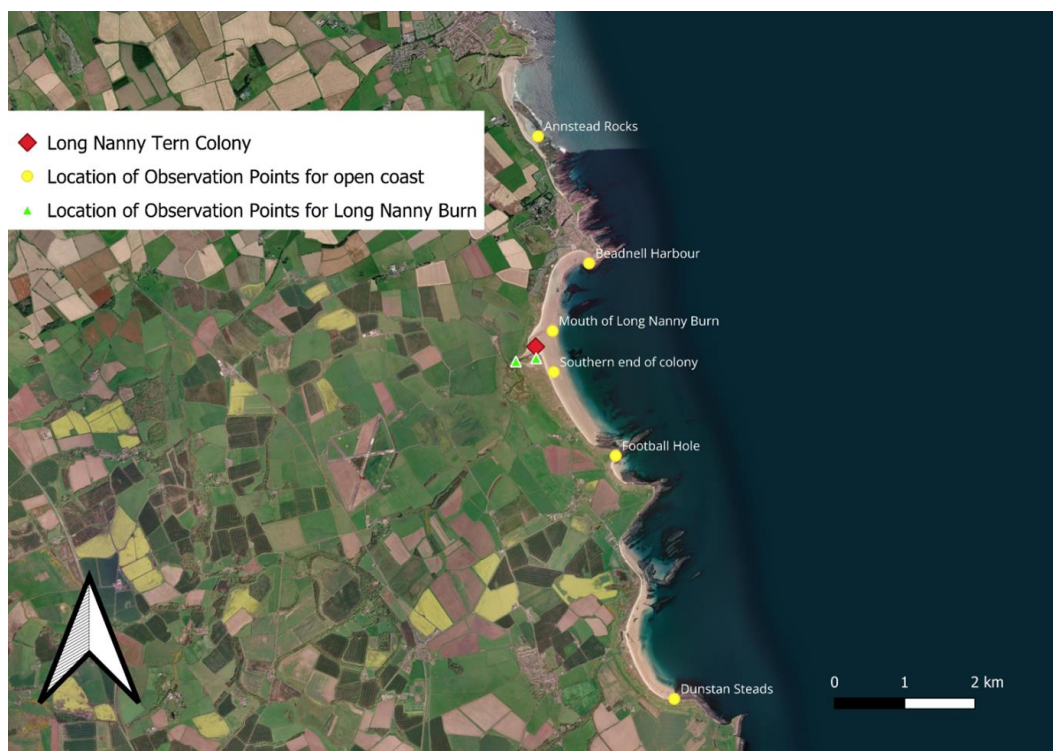 Annstead Rocks
Long Nanny Tern Colony
Location of Observation Points for open coast
Location of Observation Points for Long Nanny Burn
Beadnell Harbour
Mouth of Long Nanny Burn
Southern end of colony
Football Hole
Dunstan Steads
0 1 2 km